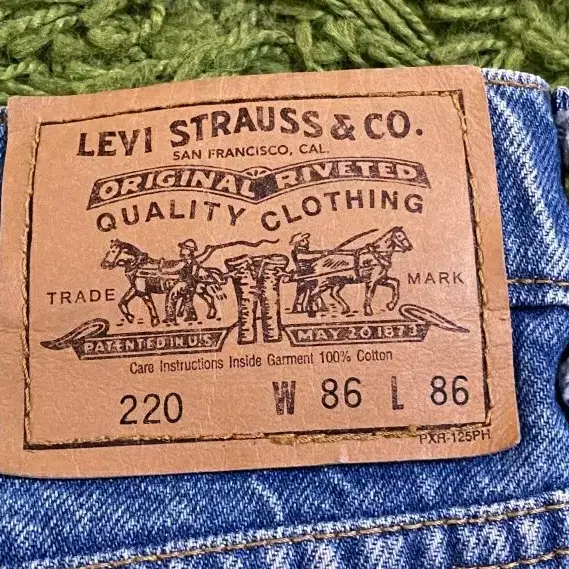 LEVI STRAUSS & CO.
SAN FRANCISCO, CAL.
ORIGINAL RIVETED
QUALITY CLOTHING
TRADE MARK
PATENTED IN U.S. MAY 20 1873
Care Instructions Inside Garment 100% Cotton
220 W 86 L 86
PXR-125PH